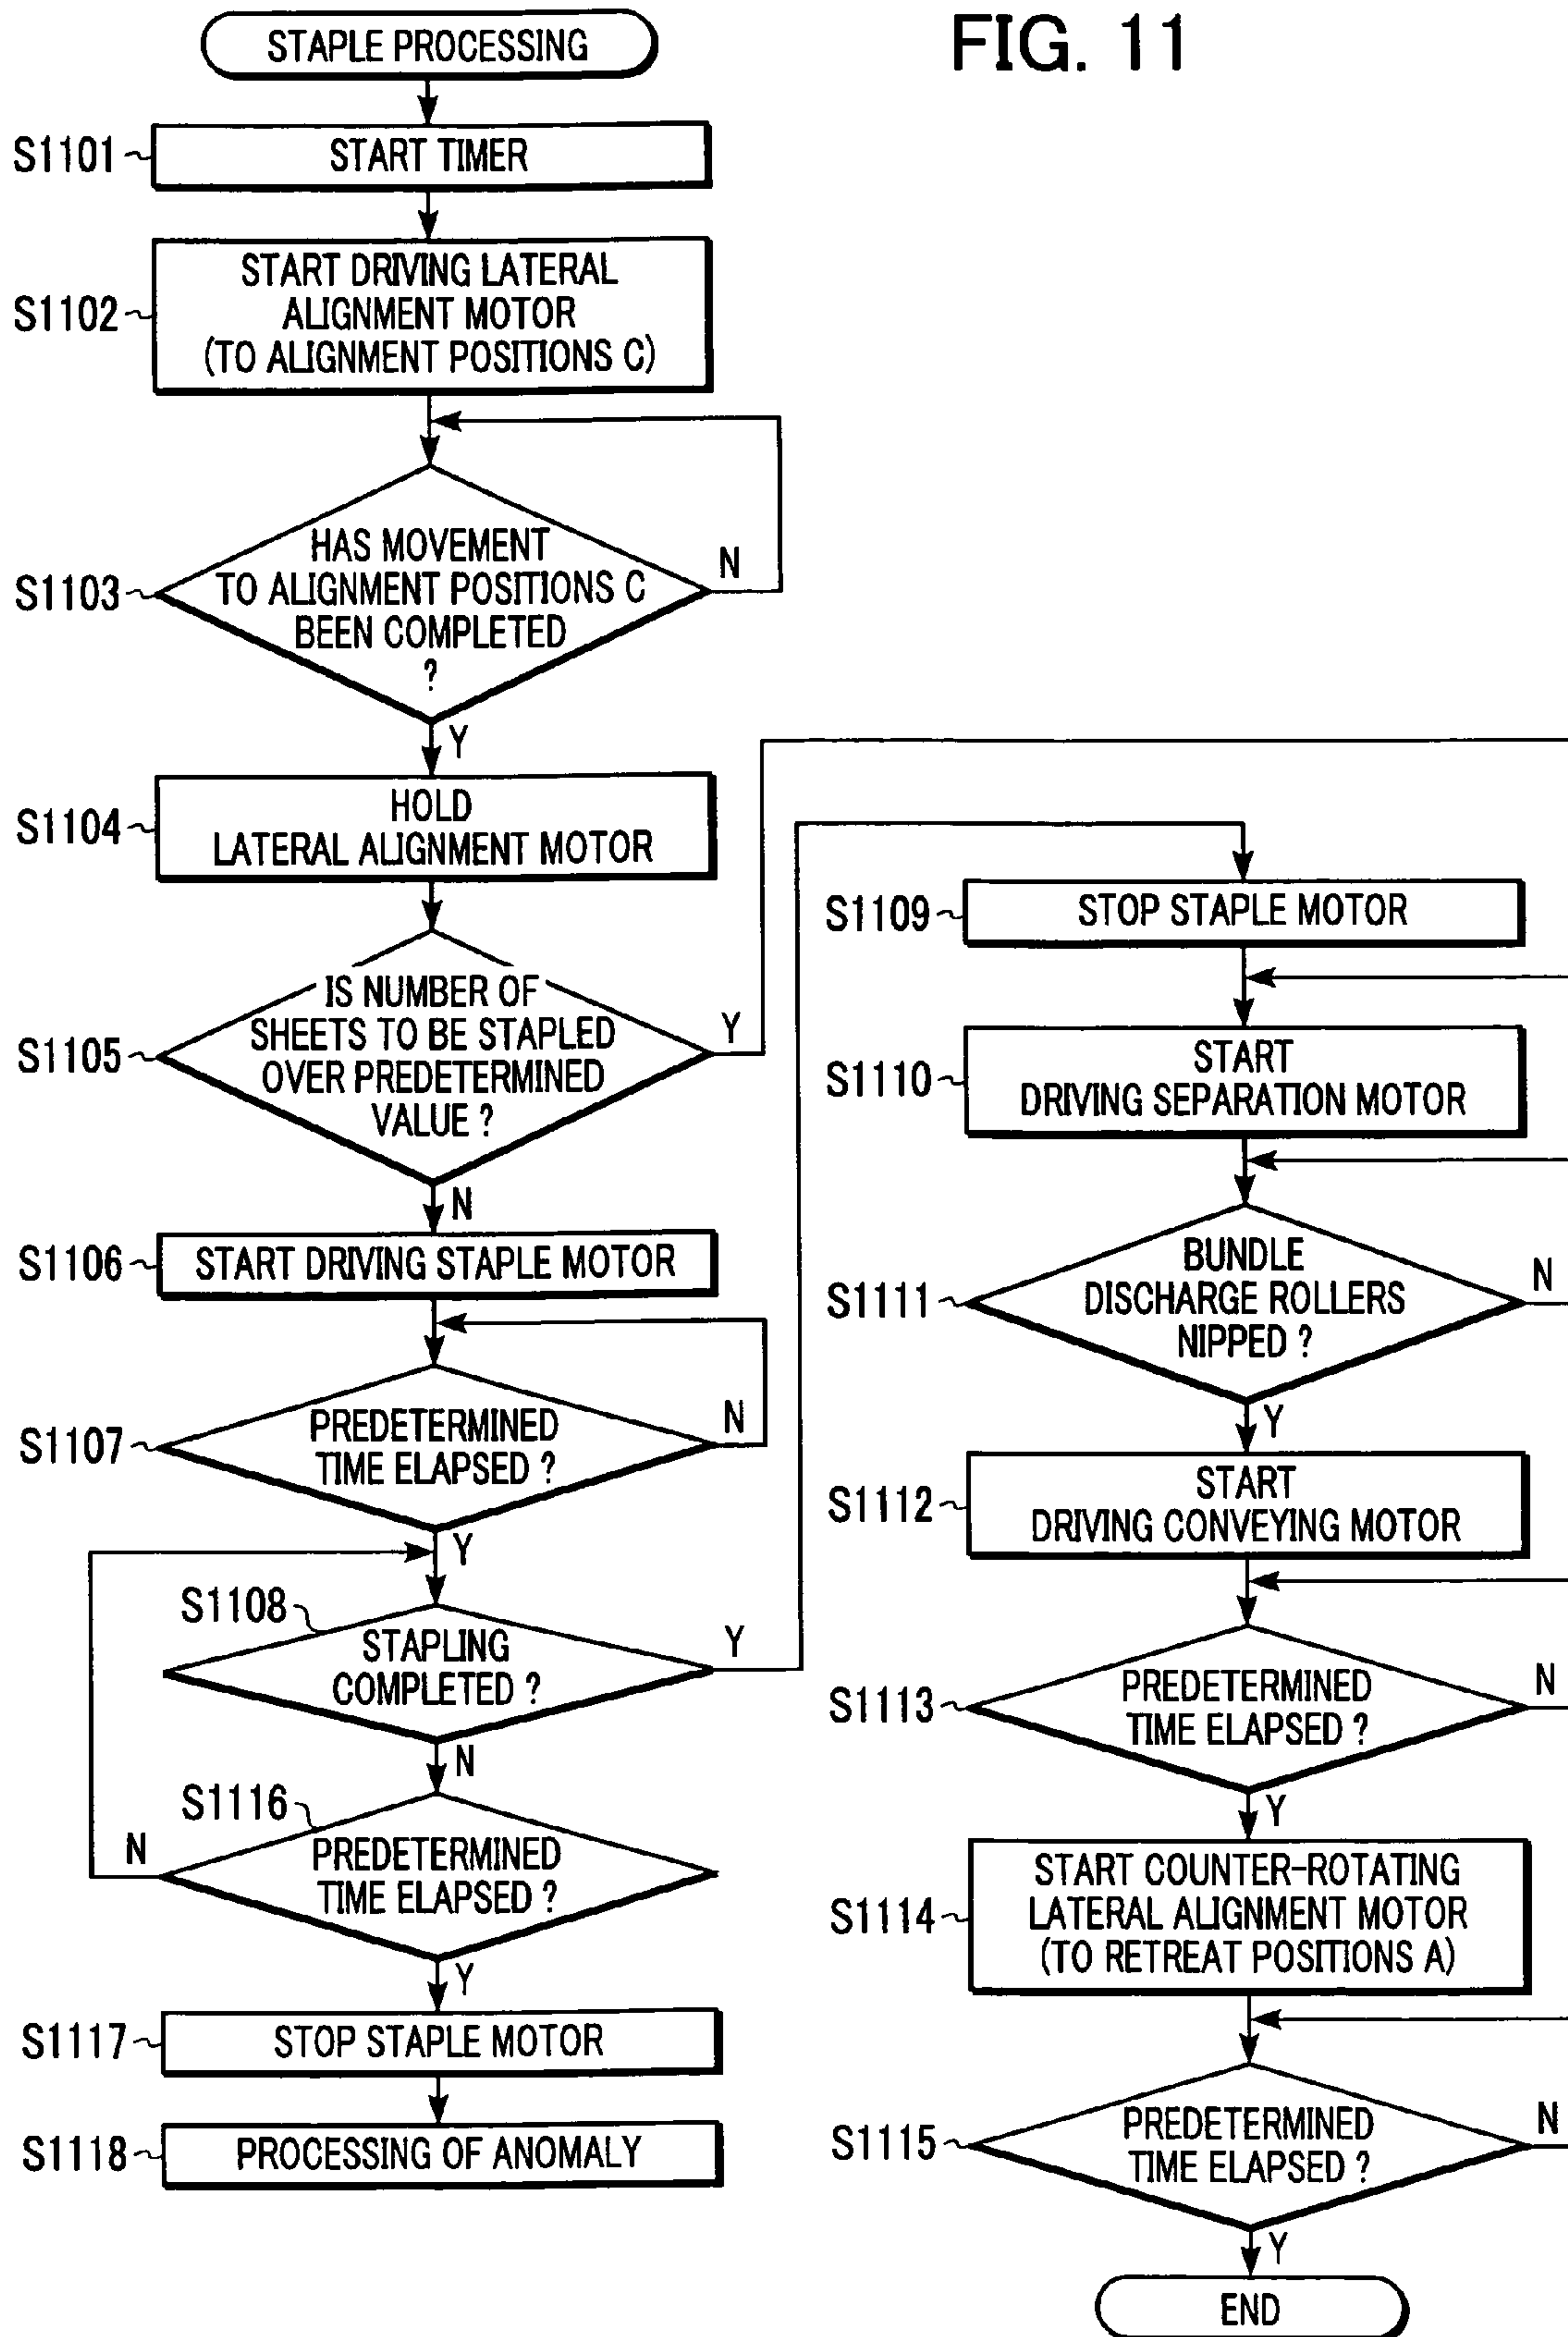 FIG. 11
STAPLE PROCESSING
S1101
START TIMER
S1102
START DRIVING LATERAL
ALIGNMENT MOTOR
(TO ALIGNMENT POSITIONS C)
S1103
HAS MOVEMENT
TO ALIGNMENT POSITIONS C
BEEN COMPLETED
?
N
Y
S1104
HOLD
LATERAL ALIGNMENT MOTOR
S1105
IS NUMBER OF
SHEETS TO BE STAPLED
OVER PREDETERMINED
VALUE ?
Y
N
S1106
START DRIVING STAPLE MOTOR
S1107
PREDETERMINED
TIME ELAPSED ?
N
Y
S1108
STAPLING
COMPLETED ?
Y
N
S1116
PREDETERMINED
TIME ELAPSED ?
N
Y
S1117
STOP STAPLE MOTOR
S1118
PROCESSING OF ANOMALY
S1109
STOP STAPLE MOTOR
S1110
START
DRIVING SEPARATION MOTOR
S1111
BUNDLE
DISCHARGE ROLLERS
NIPPED ?
N
Y
S1112
START
DRIVING CONVEYING MOTOR
S1113
PREDETERMINED
TIME ELAPSED ?
N
Y
S1114
START COUNTER-ROTATING
LATERAL ALIGNMENT MOTOR
(TO RETREAT POSITIONS A)
S1115
PREDETERMINED
TIME ELAPSED ?
N
Y
END